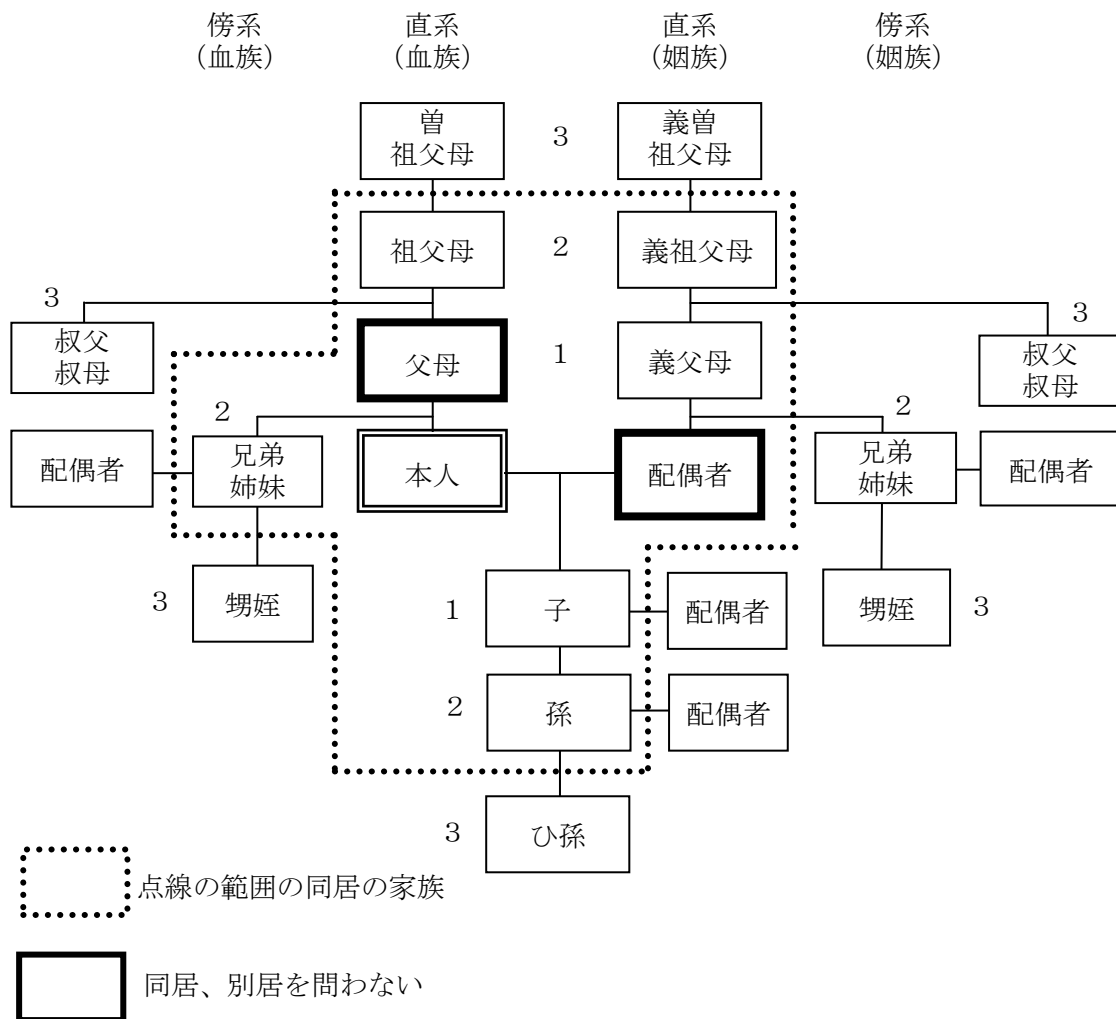 傍系
(血族)
直系
(血族)
直系
(姻族)
傍系
(姻族)
曽
祖父母
3
義曽
祖父母
祖父母
2
義祖父母
3
叔父
叔母
父母
1
義父母
3
叔父
叔母
配偶者
2
兄弟
姉妹
本人
配偶者
2
兄弟
姉妹
配偶者
3
甥姪
1
子
配偶者
甥姪
3
2
孫
配偶者
3
ひ孫
点線の範囲の同居の家族
同居、別居を問わない